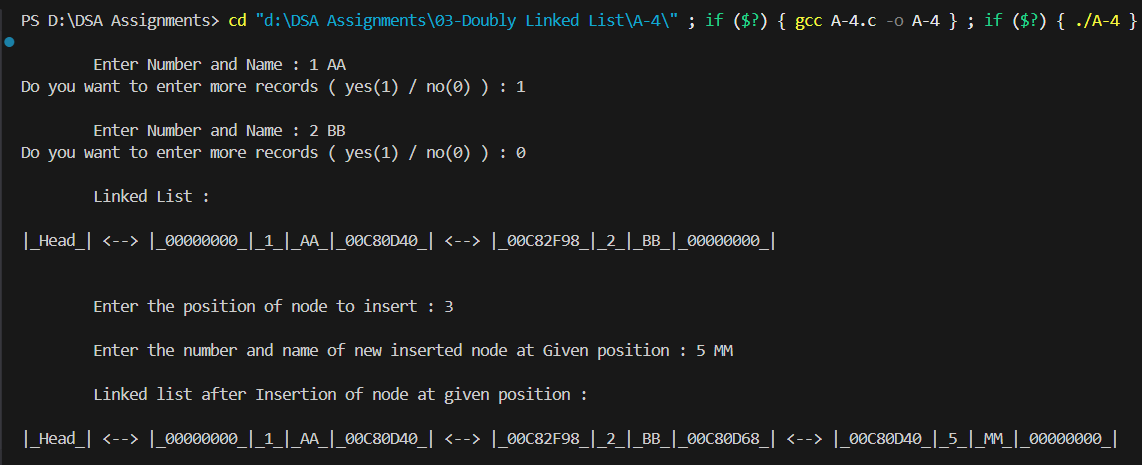 PS D:\DSA Assignments> cd "d:\DSA Assignments\03-Doubly Linked List\A-4\" ; if ($?) { gcc A-4.c -o A-4 } ; if ($?) { ./A-4 }
Enter Number and Name : 1 AA
Do you want to enter more records ( yes(1) / no(0) ) : 1
Enter Number and Name : 2 BB
Do you want to enter more records ( yes(1) / no(0) ) : 0
Linked List :
|_Head_| <--> |_00000000_|_1_|_AA_|_00C80D40_| <--> |_00C82F98_|_2_|_BB_|_00000000_|
Enter the position of node to insert : 3
Enter the number and name of new inserted node at Given position : 5 MM
Linked list after Insertion of node at given position :
|_Head_| <--> |_00000000_|_1_|_AA_|_00C80D40_| <--> |_00C82F98_|_2_|_BB_|_00C80D68_| <--> |_00C80D40_|_5_|_MM_|_00000000_|